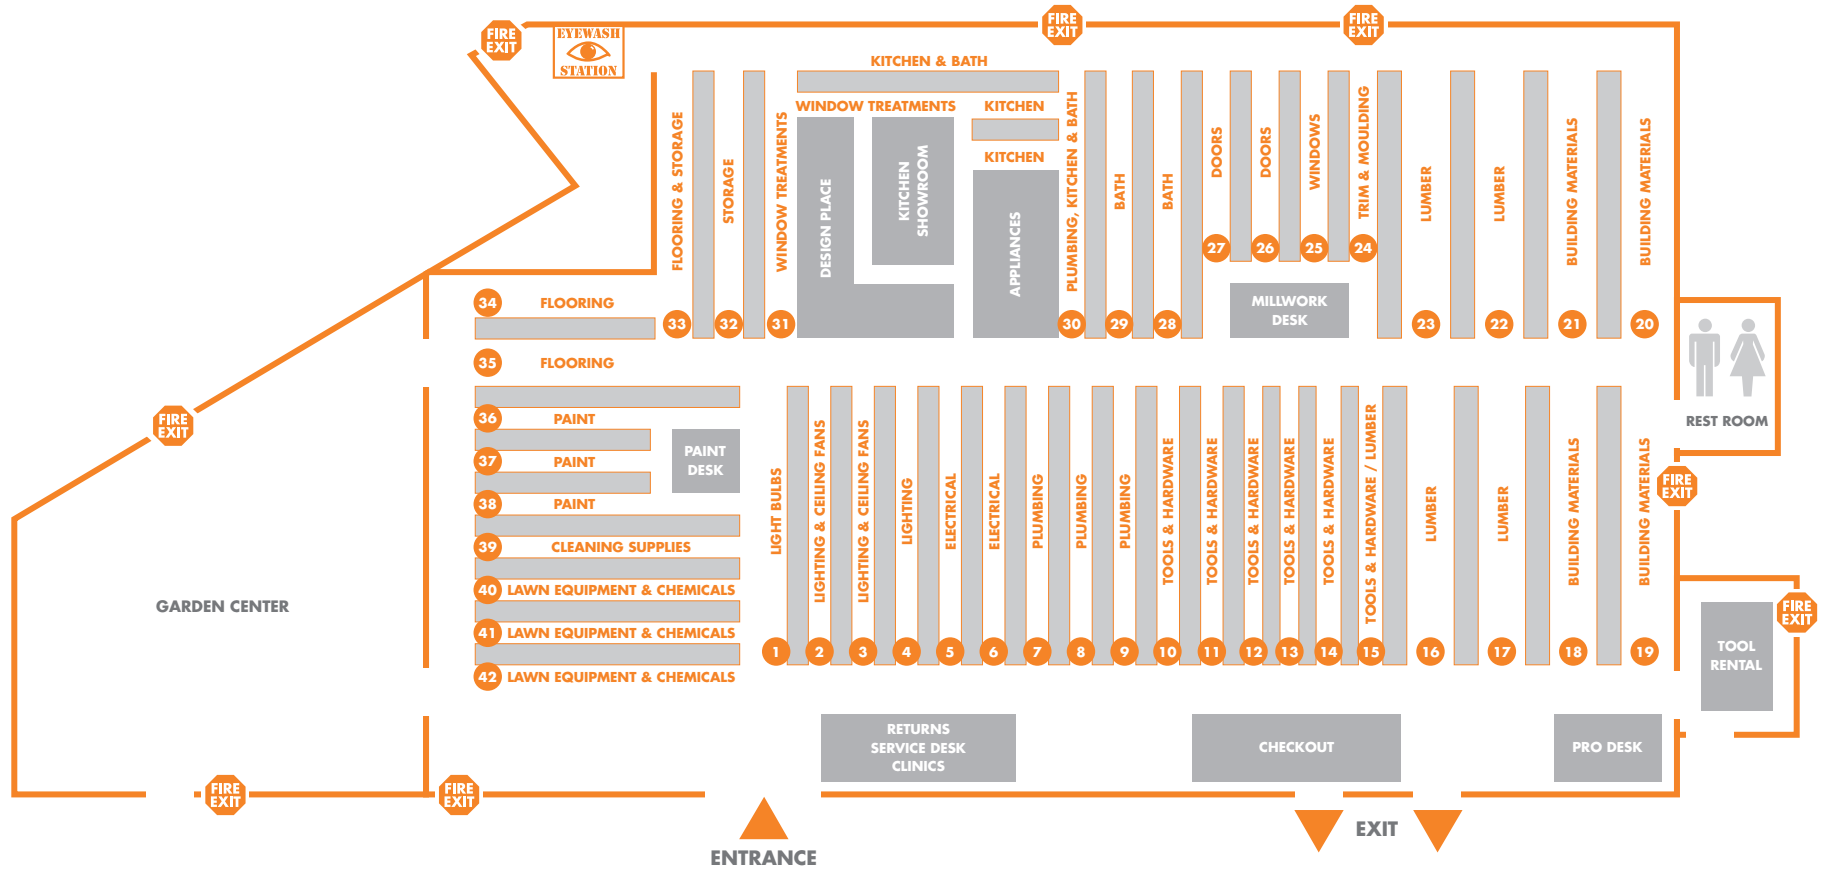 FIRE
EXIT
EYEWASH
STATION
FIRE
EXIT
FIRE
EXIT
KITCHEN & BATH
WINDOW TREATMENTS
KITCHEN
KITCHEN
FLOORING & STORAGE
STORAGE
WINDOW TREATMENTS
DESIGN PLACE
KITCHEN
SHOWROOM
APPLIANCES
PLUMBING, KITCHEN & BATH
BATH
BATH
DOORS
DOORS
WINDOWS
TRIM & MOULDING
LUMBER
LUMBER
BUILDING MATERIALS
BUILDING MATERIALS
27
26
25
24
34
FLOORING
33
32
31
30
29
28
MILLWORK
DESK
23
22
21
20
35
FLOORING
REST ROOM
FIRE
EXIT
36
PAINT
37
PAINT
38
PAINT
PAINT
DESK
39
CLEANING SUPPLIES
40
LAWN EQUIPMENT & CHEMICALS
41
LAWN EQUIPMENT & CHEMICALS
42
LAWN EQUIPMENT & CHEMICALS
GARDEN CENTER
LIGHT BULBS
LIGHTING & CEILING FANS
LIGHTING & CEILING FANS
LIGHTING
ELECTRICAL
ELECTRICAL
PLUMBING
PLUMBING
PLUMBING
TOOLS & HARDWARE
TOOLS & HARDWARE
TOOLS & HARDWARE
TOOLS & HARDWARE
TOOLS & HARDWARE
TOOLS & HARDWARE / LUMBER
LUMBER
LUMBER
BUILDING MATERIALS
BUILDING MATERIALS
FIRE
EXIT
FIRE
EXIT
1
2
3
4
5
6
7
8
9
10
11
12
13
14
15
16
17
18
19
TOOL
RENTAL
RETURNS
SERVICE DESK
CLINICS
CHECKOUT
PRO DESK
FIRE
EXIT
FIRE
EXIT
ENTRANCE
EXIT